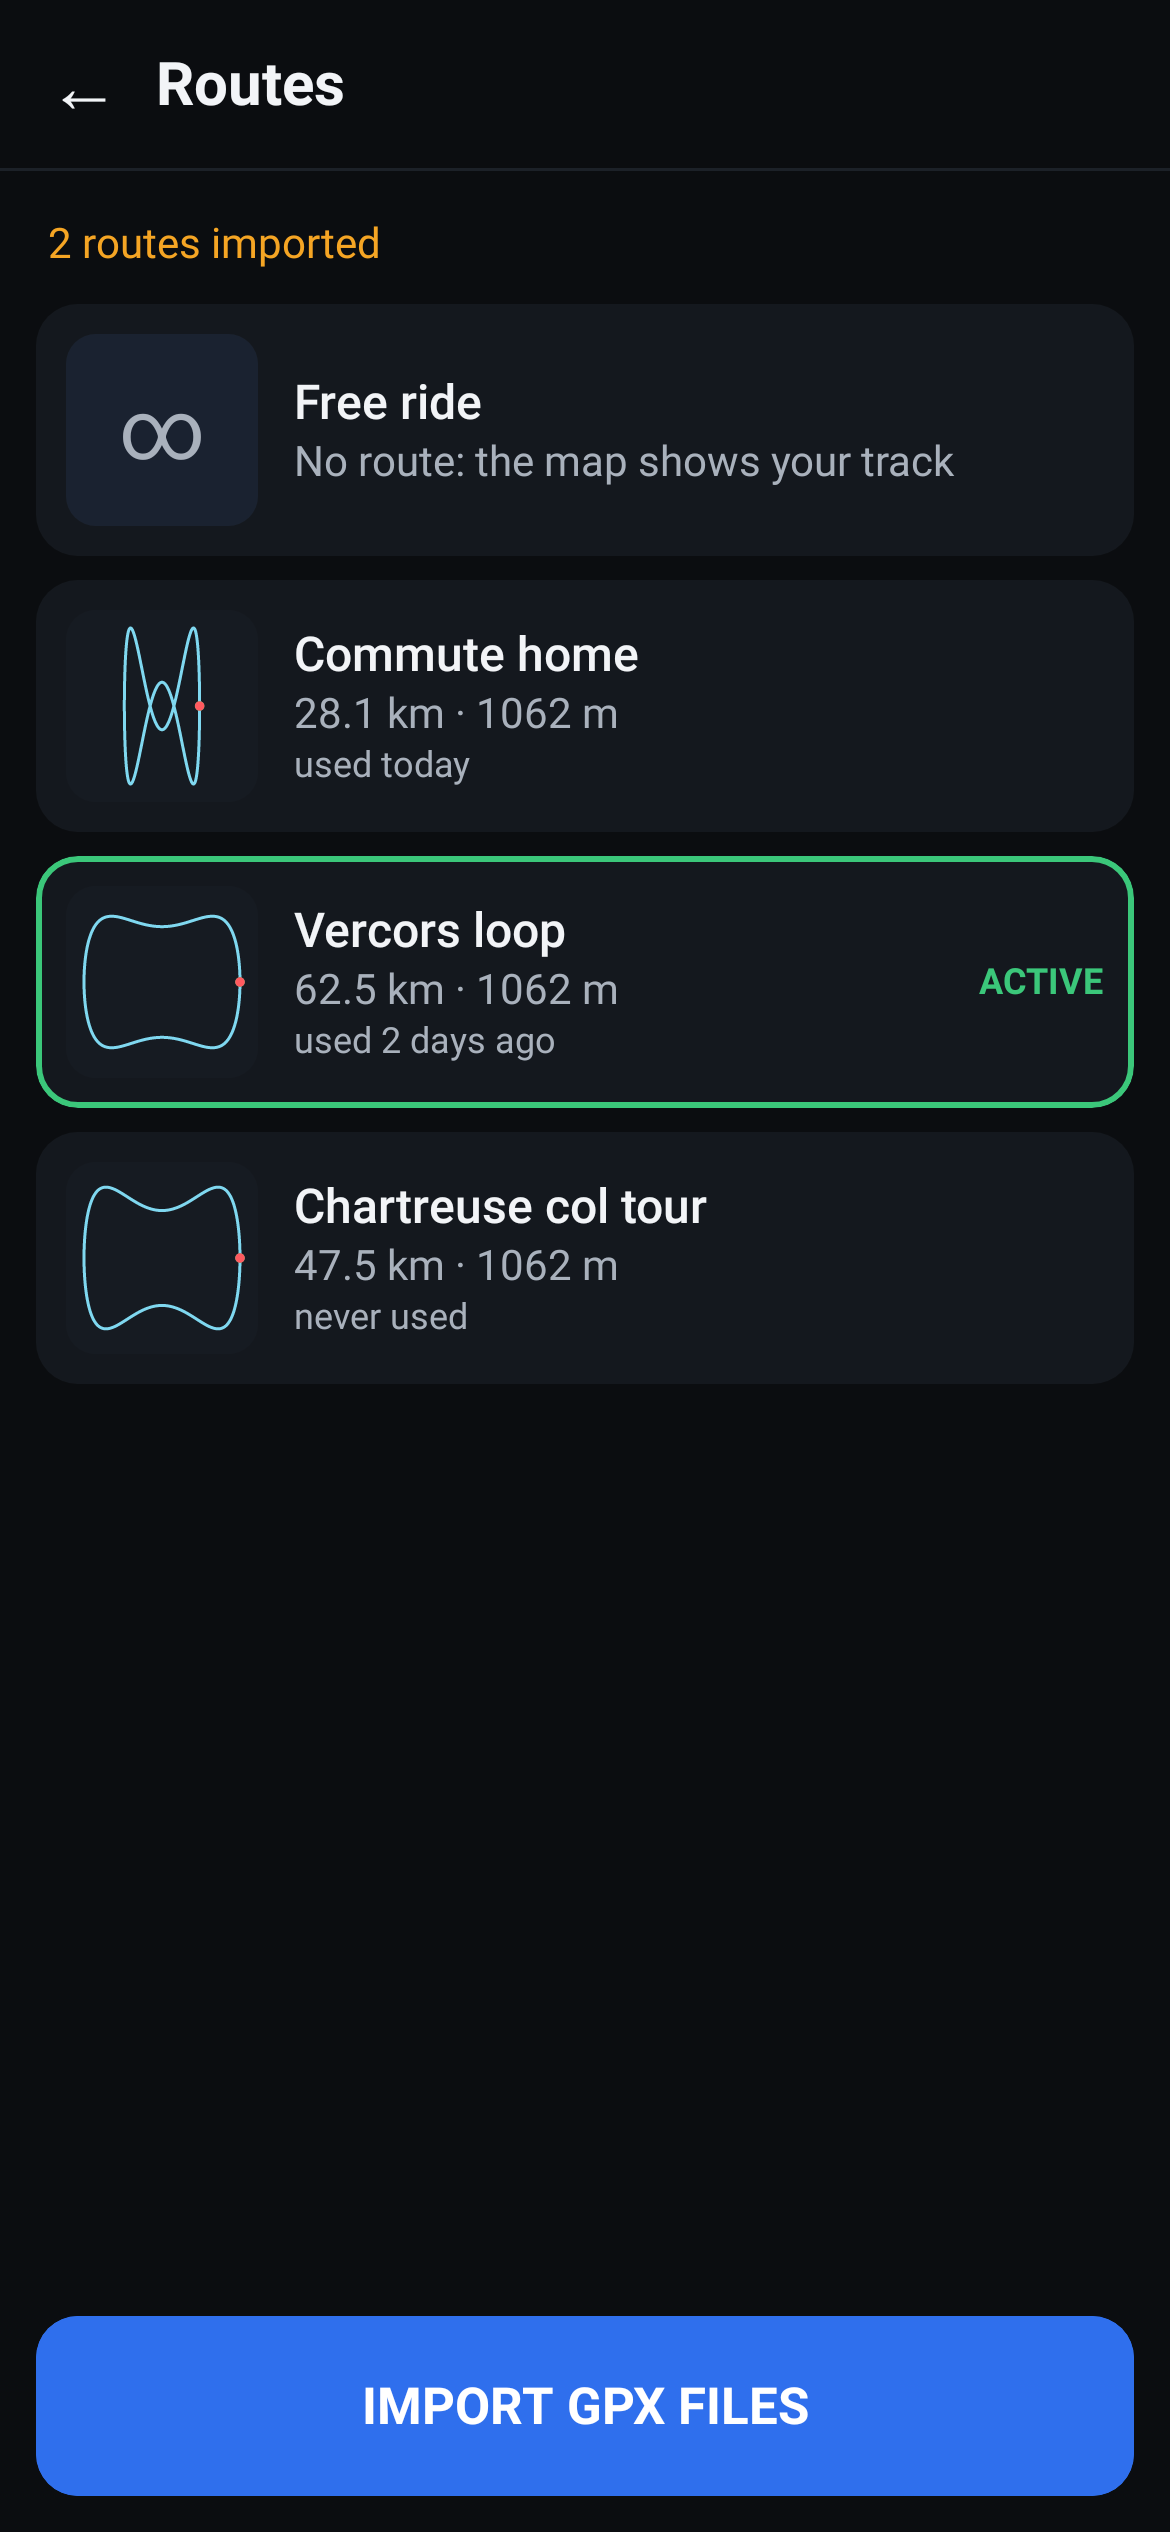 ← Routes
2 routes imported
∞
Free ride
No route: the map shows your track
Commute home
28.1 km · 1062 m
used today
Vercors loop
62.5 km · 1062 m
used 2 days ago
ACTIVE
Chartreuse col tour
47.5 km · 1062 m
never used
IMPORT GPX FILES